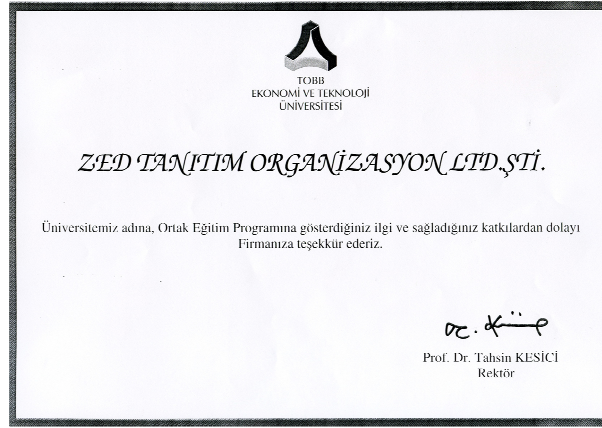 TOBB
EKONOMİ VE TEKNOLOJİ
ÜNİVERSİTESİ
ZED TANITIM ORGANİZASYON LTD.ŞTİ.
Üniversitemiz adına, Ortak Eğitim Programına gösterdiğiniz ilgi ve sağladığınız katkılardan dolayı
Firmanıza teşekkür ederiz.
Prof. Dr. Tahsin KESİCİ
Rektör